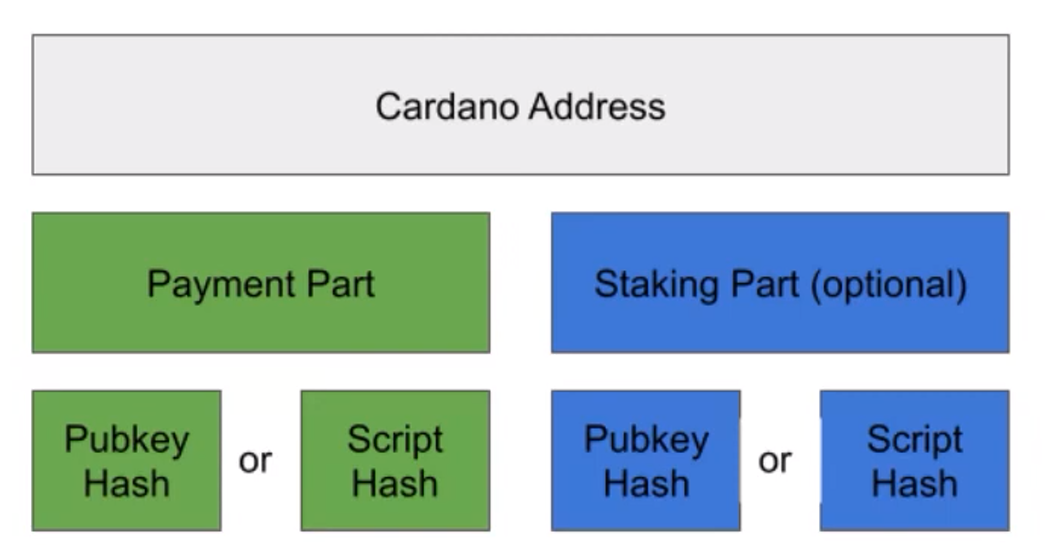 Cardano Address
Payment Part
Staking Part (optional)
Pubkey
Hash
or
Script
Hash
Pubkey
Hash
or
Script
Hash